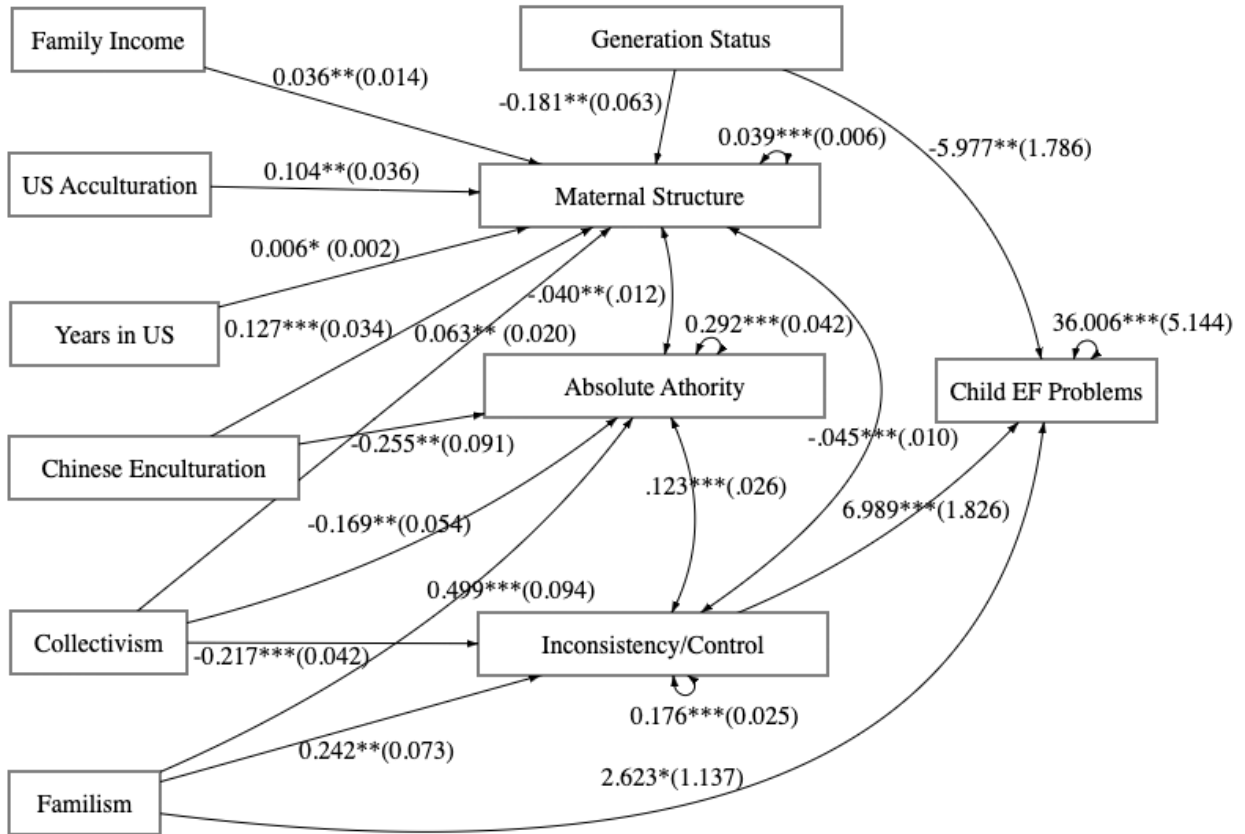 Family Income
Generation Status
0.036**(0.014)
-0.181**(0.063)
0.039***(0.006)
-5.977**(1.786)
US Acculturation
0.104**(0.036)
Maternal Structure
0.006* (0.002)
-.040**(.012)
Years in US
0.127***(0.034)
0.063** (0.020)
0.292***(0.042)
36.006***(5.144)
Absolute Athority
Child EF Problems
-0.255**(0.091)
-.045***(.010)
Chinese Enculturation
.123***(.026)
6.989***(1.826)
-0.169**(0.054)
0.499***(0.094)
Collectivism
Inconsistency/Control
-0.217***(0.042)
0.176***(0.025)
0.242**(0.073)
2.623*(1.137)
Familism